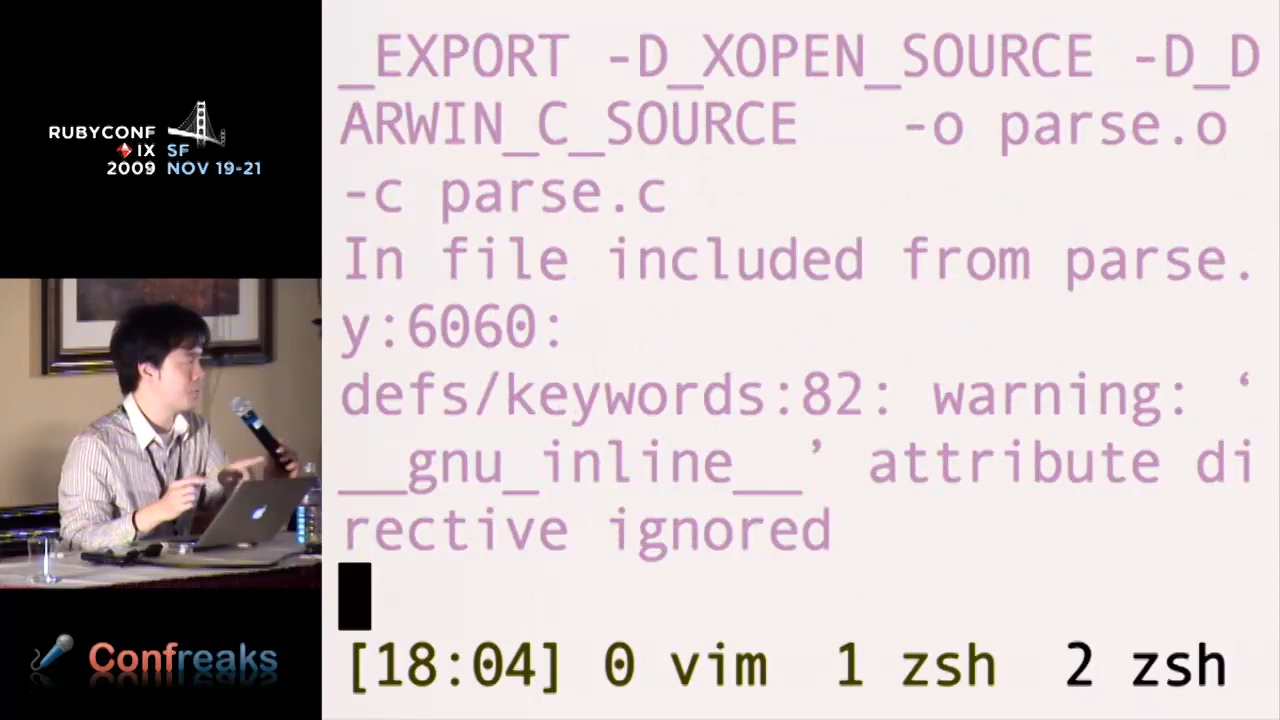 RUBYCONF
IX SF
2009 NOV 19-21
_EXPORT -D_XOPEN_SOURCE -D_D
ARWIN_C_SOURCE -o parse.o
-c parse.c
In file included from parse.
y:6060:
defs/keywords:82: warning: ‘
__gnu_inline__’ attribute di
rective ignored
[18:04] 0 vim 1 zsh 2 zsh
Confreaks